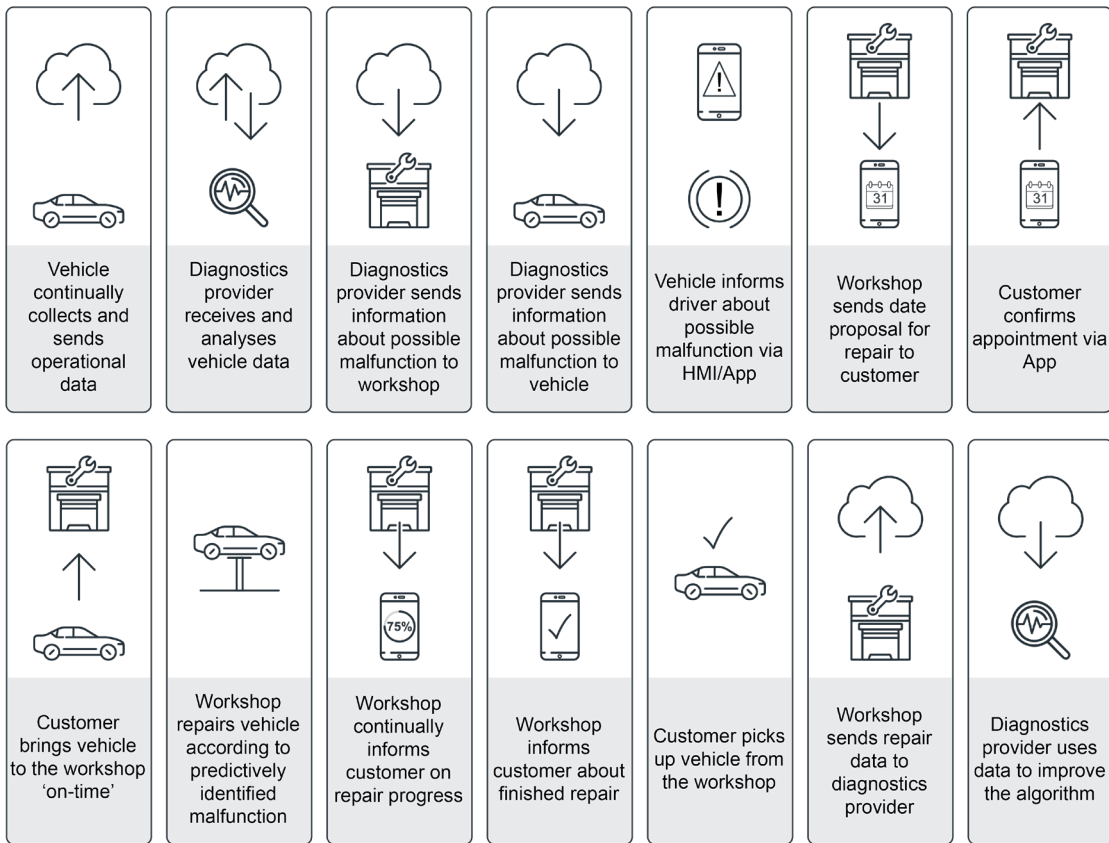 !
!
31
31
Vehicle
continually
collects and
sends
operational
data
Diagnostics
provider
receives and
analyses
vehicle data
Diagnostics
provider sends
information
about possible
malfunction to
workshop
Diagnostics
provider sends
information
about possible
malfunction to
vehicle
Vehicle informs
driver about
possible
malfunction via
HMI/App
Workshop
sends date
proposal for
repair to
customer
Customer
confirms
appointment via
App
75%
Customer
brings vehicle
to the workshop
‘on-time’
Workshop
repairs vehicle
according to
predictively
identified
malfunction
Workshop
continually
informs
customer on
repair progress
Workshop
informs
customer about
finished repair
Customer picks
up vehicle from
the workshop
Workshop
sends repair
data to
diagnostics
provider
Diagnostics
provider uses
data to improve
the algorithm